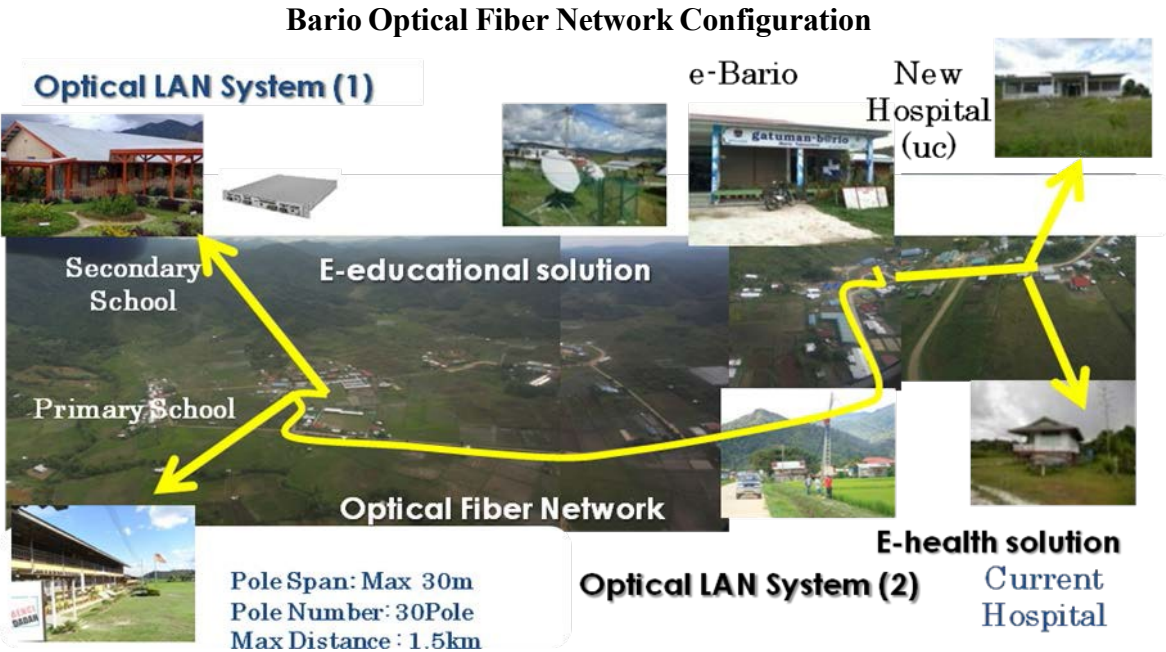 Bario Optical Fiber Network Configuration
Optical LAN System (1)
e-Bario
New
Hospital
(uc)
gatuman-bario
Secondary
School
E-educational solution
Primary School
Optical Fiber Network
E-health solution
Optical LAN System (2)
Current
Hospital
Pole Span: Max 30m
Pole Number: 30Pole
Max Distance : 1.5km